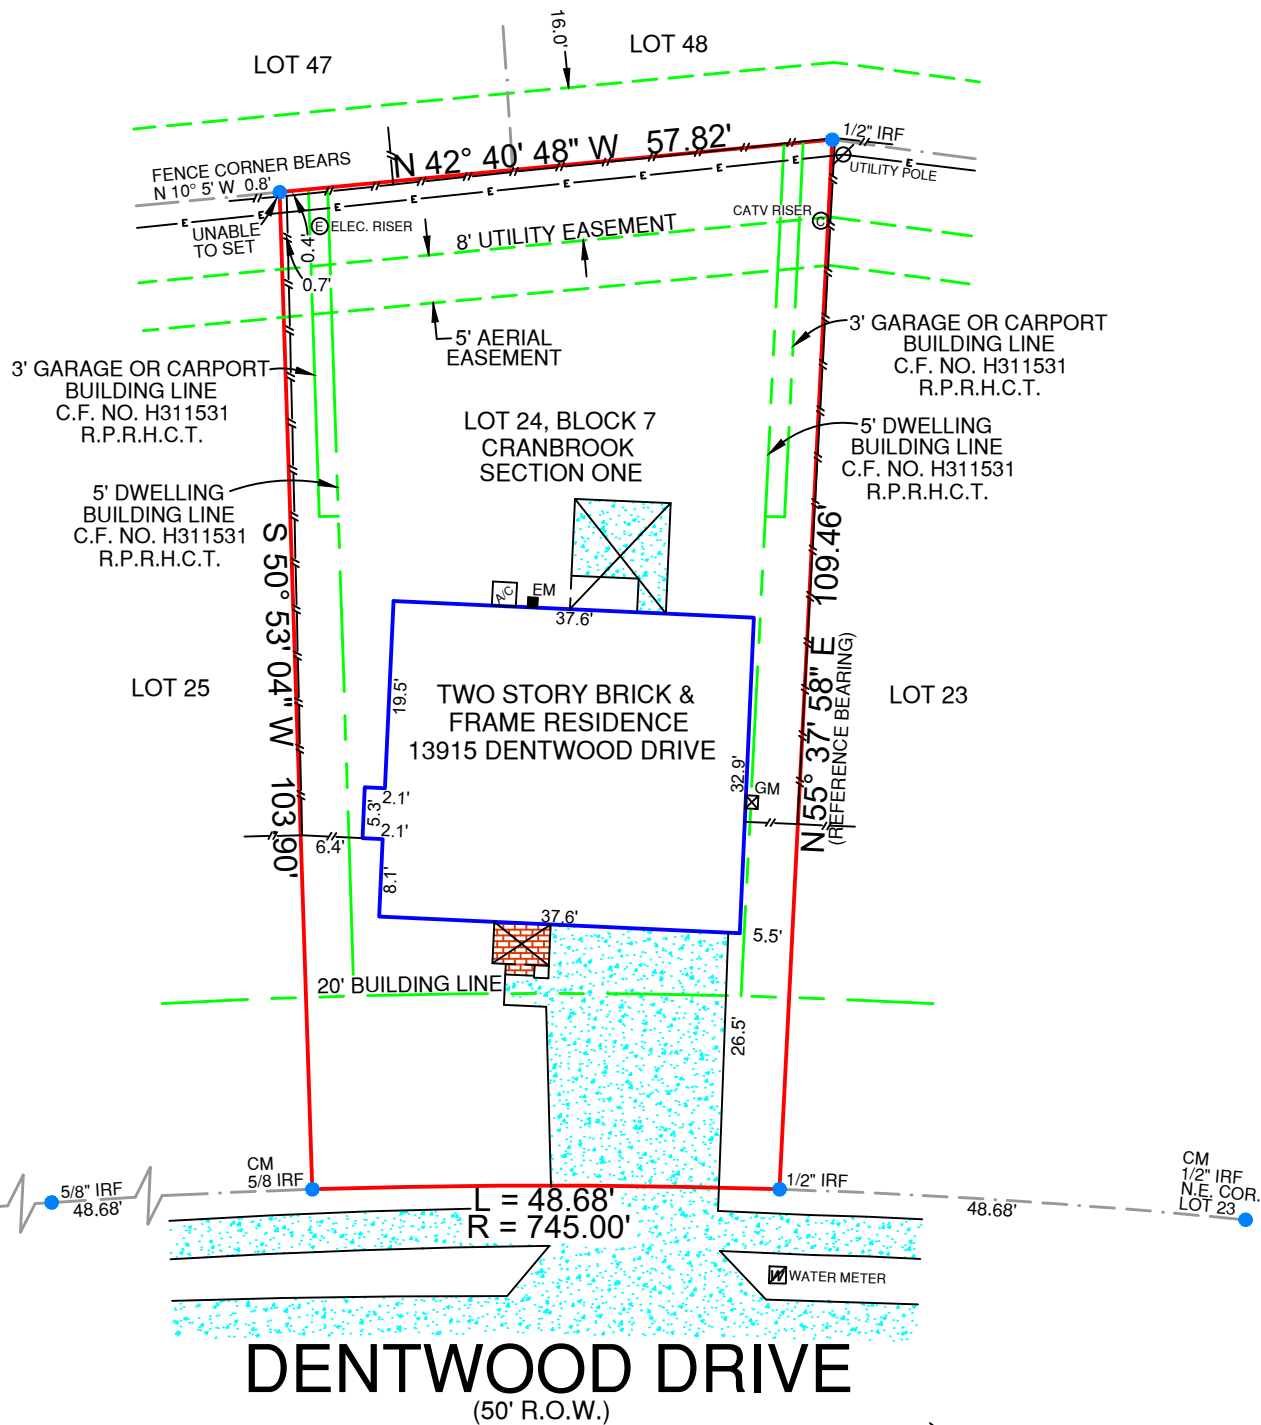 16.0'
LOT 47
LOT 48
1/2" IRF
N 42° 40' 48" W 57.82'
FENCE CORNER BEARS
N 10° 5' W 0.8'
UTILITY POLE
E
E
E
E
E
E
E
E
E
UNABLE
TO SET
0.4'
E ELEC. RISER
CATV RISER C
8' UTILITY EASEMENT
0.7'
5' AERIAL
EASEMENT
3' GARAGE OR CARPORT
BUILDING LINE
C.F. NO. H311531
R.P.R.H.C.T.
3' GARAGE OR CARPORT
BUILDING LINE
C.F. NO. H311531
R.P.R.H.C.T.
LOT 24, BLOCK 7
CRANBROOK
SECTION ONE
5' DWELLING
BUILDING LINE
C.F. NO. H311531
R.P.R.H.C.T.
5' DWELLING
BUILDING LINE
C.F. NO. H311531
R.P.R.H.C.T.
S 50° 53' 04" W 103.90'
N 55° 37' 58" E 109.46'
(REFERENCE BEARING)
A/C
EM
37.6'
LOT 25
19.5'
TWO STORY BRICK &
FRAME RESIDENCE
13915 DENTWOOD DRIVE
LOT 23
32.9'
GM
2.1'
5.3'
2.1'
6.4'
8.1'
37.6'
5.5'
20' BUILDING LINE
26.5'
CM
5/8 IRF
1/2" IRF
5/8" IRF
48.68'
L = 48.68'
R = 745.00'
48.68'
CM
1/2" IRF
N.E. COR.
LOT 23
W WATER METER
DENTWOOD DRIVE
(50' R.O.W.)